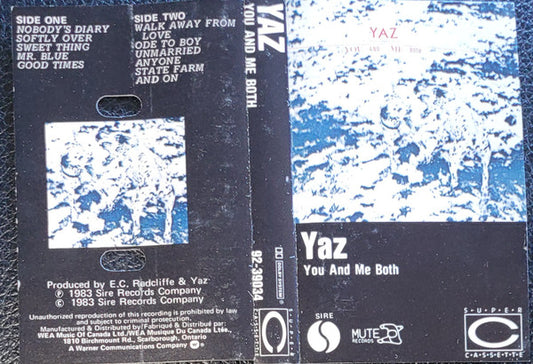 SIDE ONE
NOBODY'S DIARY
SOFTLY OVER
SWEET THING
MR. BLUE
GOOD TIMES
SIDE TWO
WALK AWAY FROM
LOVE
ODE TO BOY
UNMARRIED
ANYONE
STATE FARM
AND ON
Produced by E.C. Radcliffe & Yaz
℗ 1983 Sire Records Company
© 1983 Sire Records Company
Unauthorized reproduction of this recording is prohibited by law
and subject to criminal prosecution.
Manufactured & Distributed by/Fabriqué & Distribué par:
WEA Music Of Canada Ltd./WEA Musique Du Canada Ltée.,
1810 Birchmount Rd., Scarborough, Ontario
A Warner Communications Company
YAZ
YOU AND ME BOTH
92-39034
YAZ
YOU AND ME BOTH
Yaz
You And Me Both
SIRE
MUTE
RECORDS
SUPER
C
CASSETTE